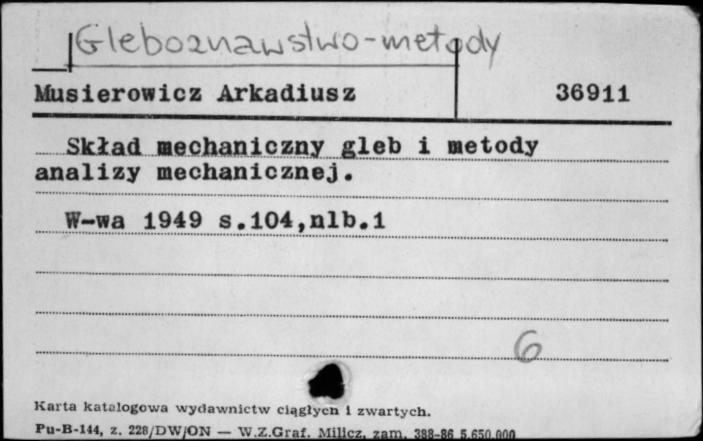 Gleboznawstwo-metody
Musierowicz Arkadiusz 36911
Skład mechaniczny gleb i metody
analizy mechanicznej.
W-wa 1949 s.104,nlb.1
6
Karta katalogowa wydawnictw ciągłych i zwartych.
Pu-B-144, z. 228/DW/ON — W.Z.Graf. Milicz, zam. 388-86 5.650.000